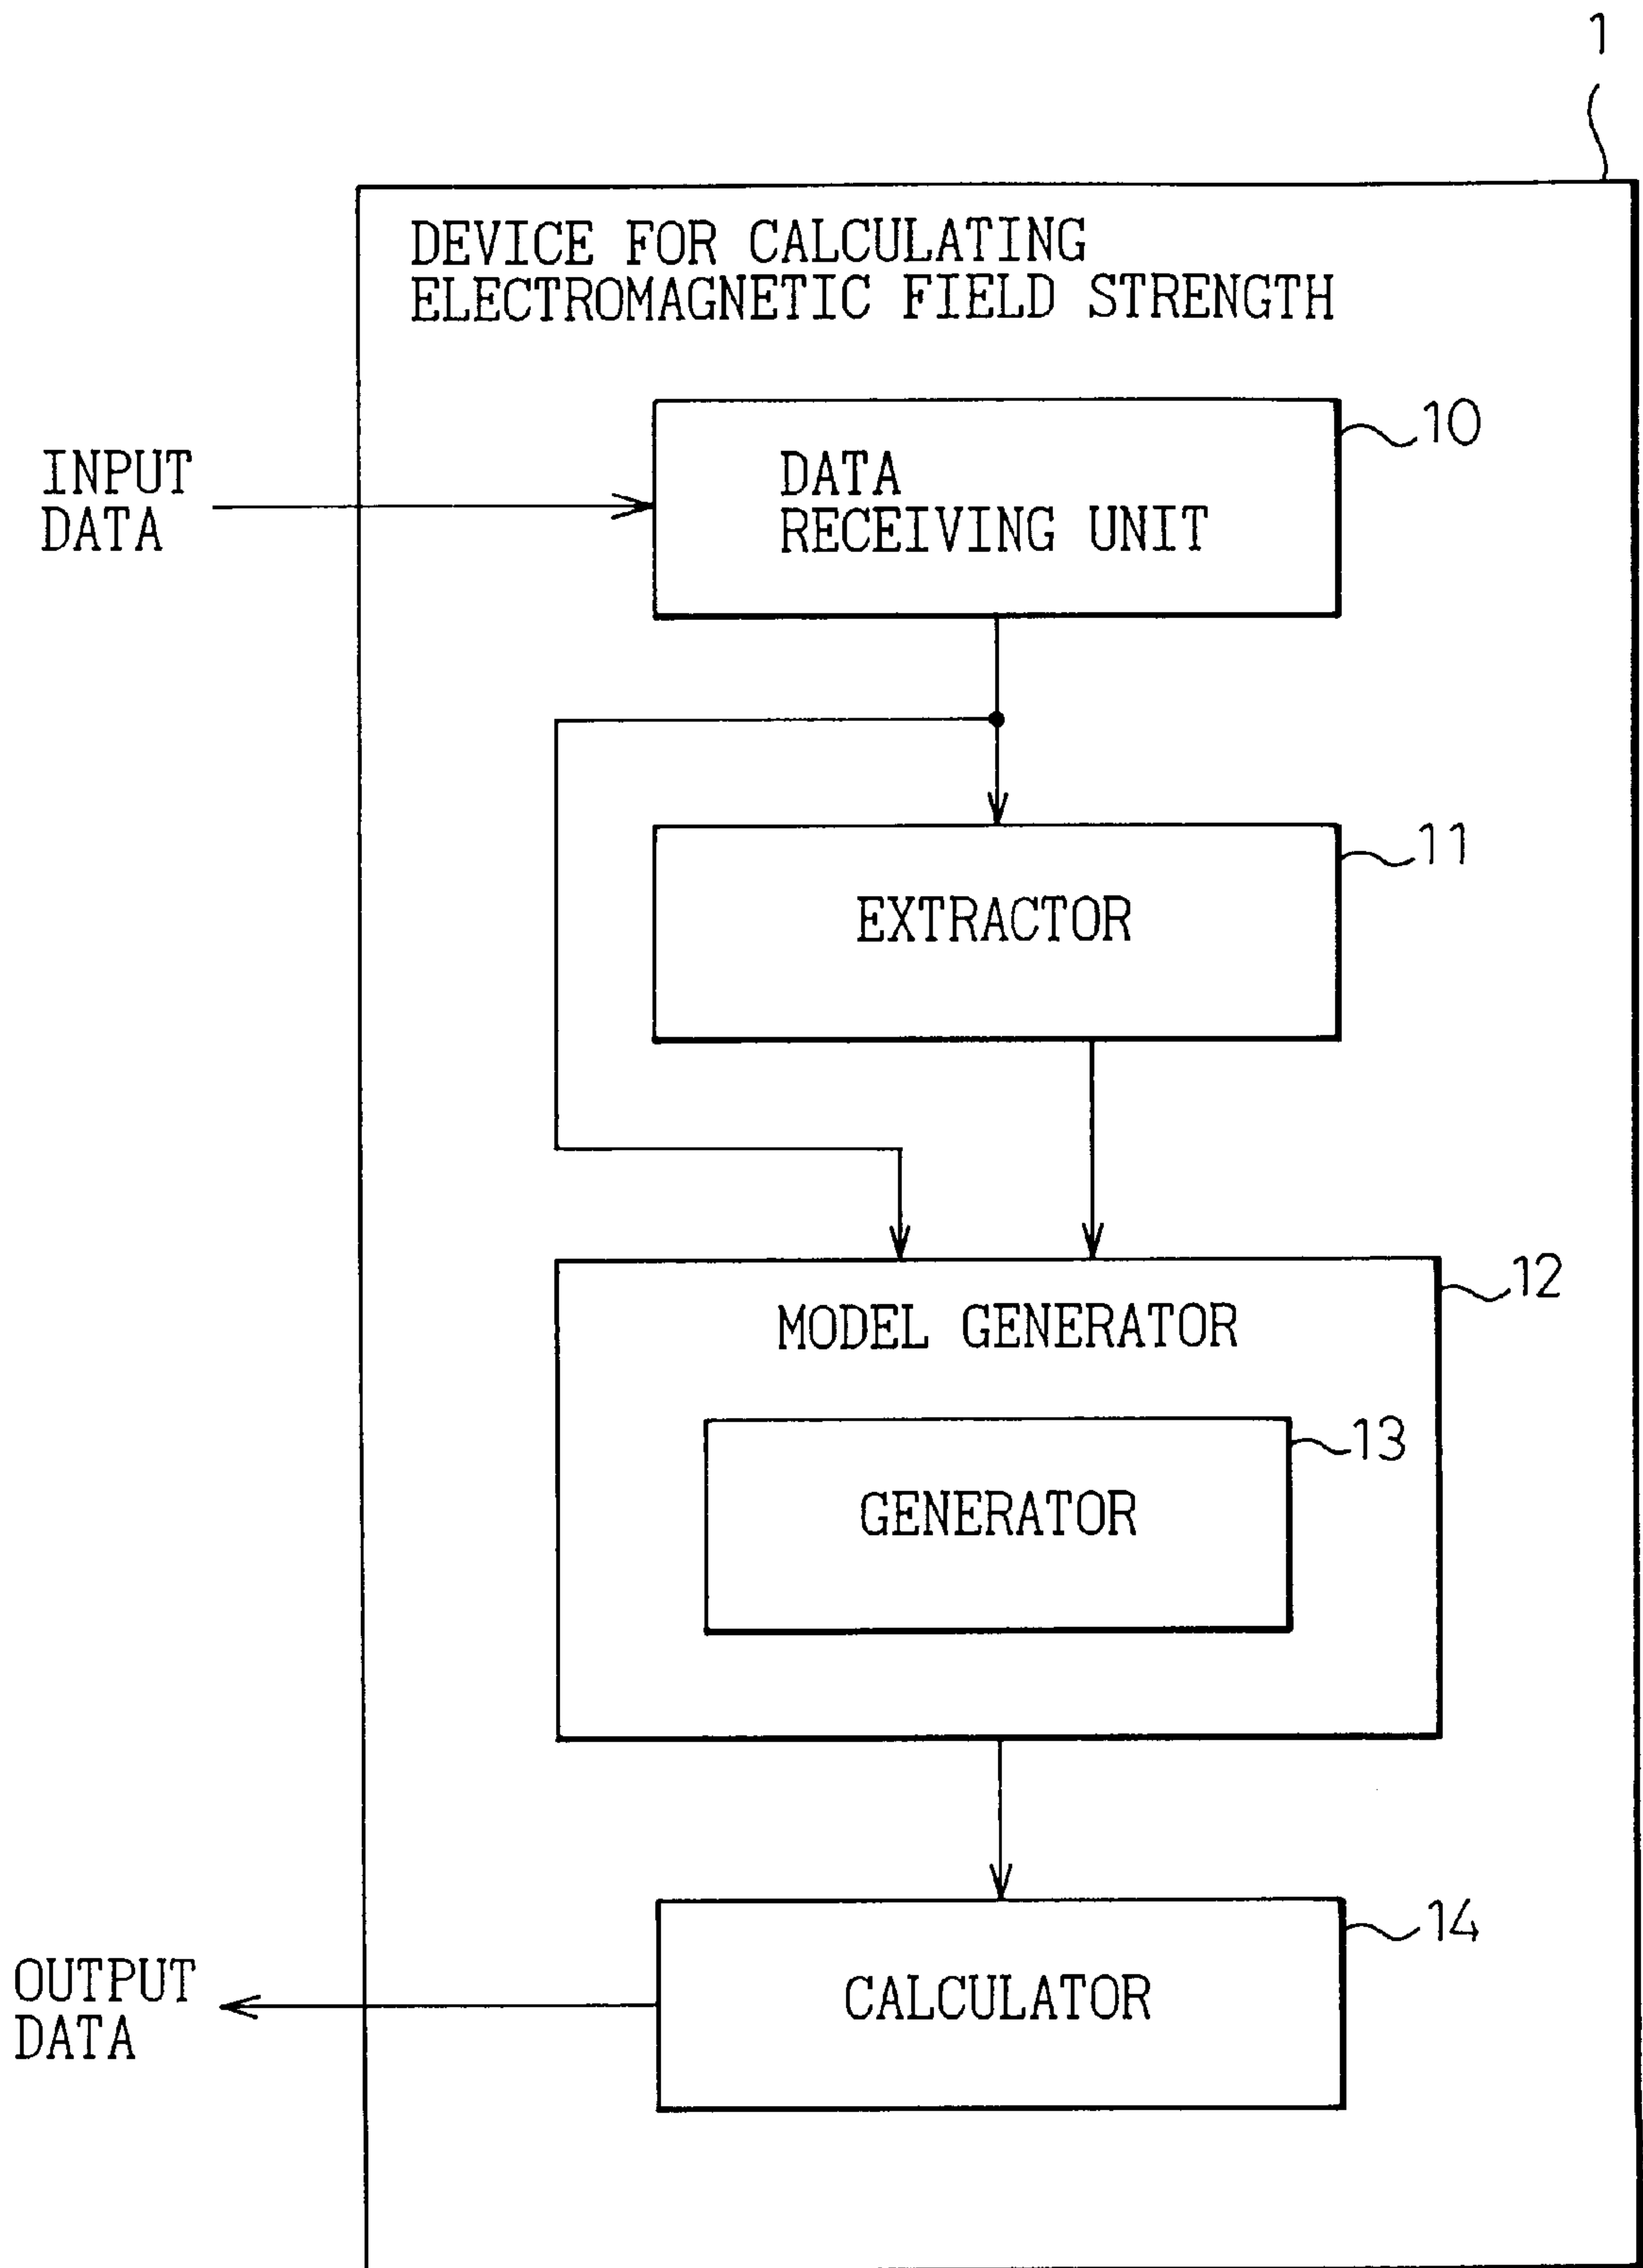 1
DEVICE FOR CALCULATING
ELECTROMAGNETIC FIELD STRENGTH
INPUT
DATA
DATA
RECEIVING UNIT
10
EXTRACTOR
11
MODEL GENERATOR
12
GENERATOR
13
CALCULATOR
14
OUTPUT
DATA